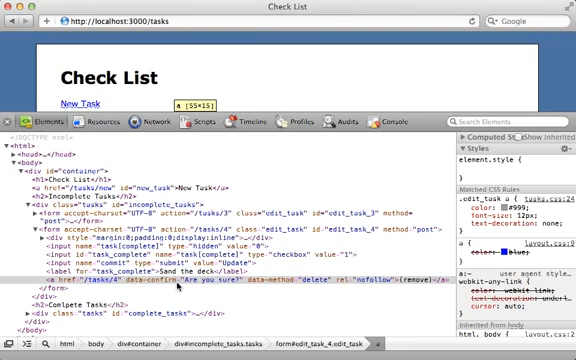 Check List
http://localhost:3000/tasks
Google
Check List
New Task
a [55×15]
Elements Resources Network Scripts Timeline Profiles Audits Console Search Elements
<!DOCTYPE html>
<html>
<head>…</head>
<body>
<div id="container">
<h1>Check List</h1>
<a href="/tasks/new" id="new_task">New Task</a>
<h2>Incomplete Tasks</h2>
<div class="tasks" id="incomplete_tasks">
<form accept-charset="UTF-8" action="/tasks/3" class="edit_task" id="edit_task_3" method=
"post">…</form>
<form accept-charset="UTF-8" action="/tasks/4" class="edit_task" id="edit_task_4" method="post">
<div style="margin:0;padding:0;display:inline">…</div>
<input name="task[complete]" type="hidden" value="0">
<input id="task_complete" name="task[complete]" type="checkbox" value="1">
<input name="commit" type="submit" value="Update">
<label for="task_complete">Sand the deck</label>
<a href="/tasks/4" data-confirm="Are you sure?" data-method="delete" rel="nofollow">(remove)</a>
</form>
</div>
<h2>Comlpete Tasks</h2>
<div class="tasks" id="complete_tasks">…</div>
</div>
</body>
</html>
Computed St Show Inherited
Styles
element.style {
}
Matched CSS Rules
.edit_task a { tasks.css:24
color: #999;
font-size: 12px;
text-decoration: none;
}
a { layout.css:9
color: blue;
}
a:- user agent style…
webkit-any-link {
color: -webkit-link;
text-decoration: underl…
cursor: auto;
}
Inherited from body
html, body { layout.css:
html body div#container div#incomplete_tasks.tasks form#edit_task_4.edit_task a